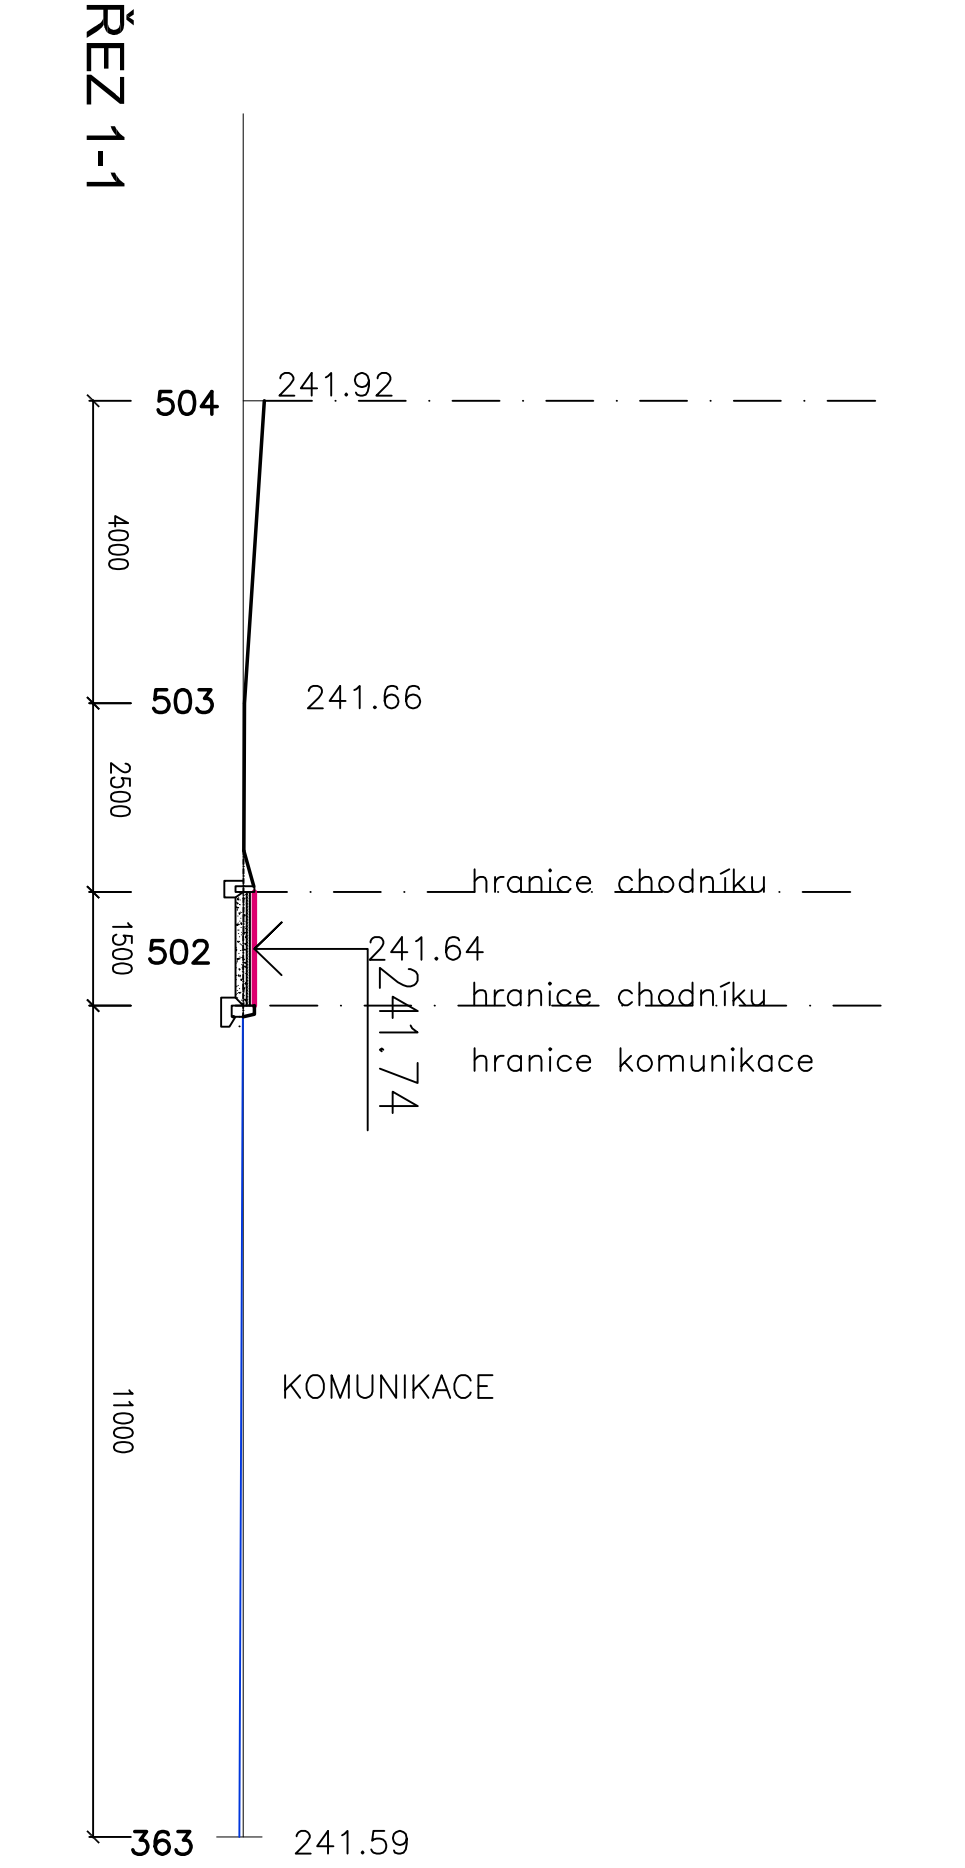 ŘEZ 1-1
241.92
504
4000
503
241.66
2500
hranice chodníku
1500
502
241.64
241.74
hranice chodníku
hranice komunikace
KOMUNIKACE
11000
363
241.59